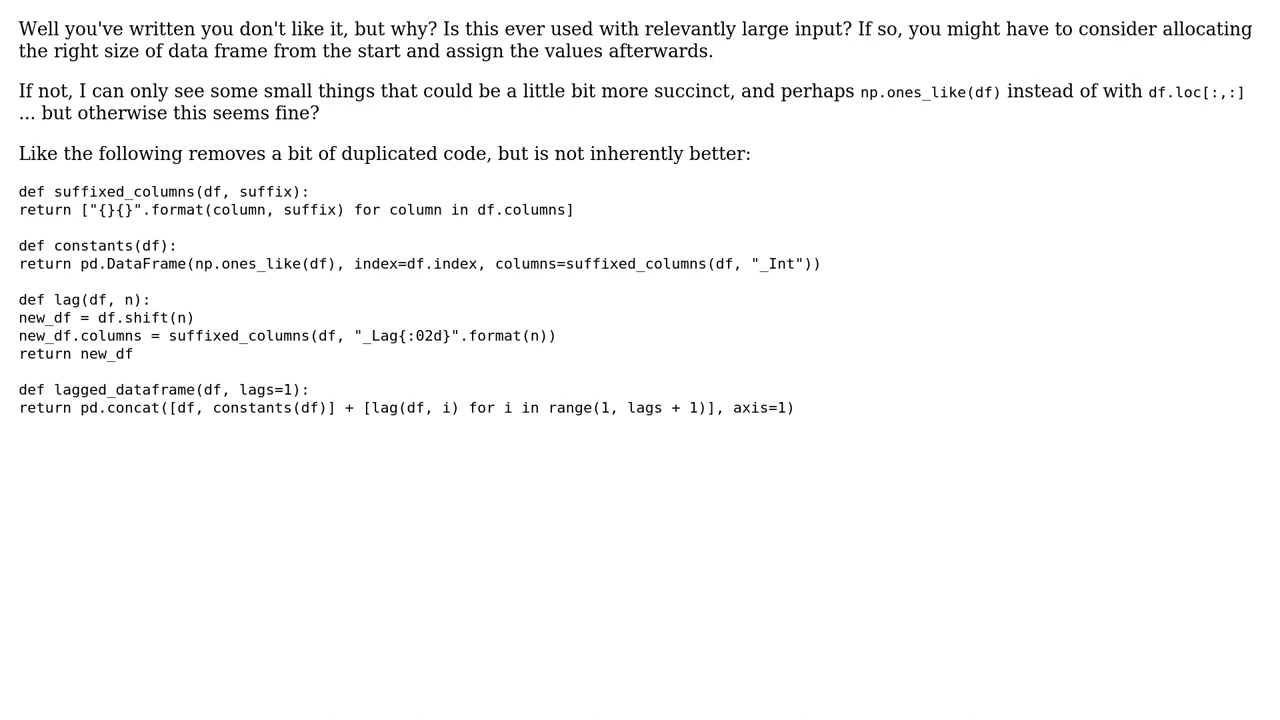 Well you've written you don't like it, but why? Is this ever used with relevantly large input? If so, you might have to consider allocating
the right size of data frame from the start and assign the values afterwards.
If not, I can only see some small things that could be a little bit more succinct, and perhaps np.ones_like(df) instead of with df.loc[:,:]
... but otherwise this seems fine?
Like the following removes a bit of duplicated code, but is not inherently better:
def suffixed_columns(df, suffix):
return ["{}{}".format(column, suffix) for column in df.columns]
def constants(df):
return pd.DataFrame(np.ones_like(df), index=df.index, columns=suffixed_columns(df, "_Int"))
def lag(df, n):
new_df = df.shift(n)
new_df.columns = suffixed_columns(df, "_Lag{:02d}".format(n))
return new_df
def lagged_dataframe(df, lags=1):
return pd.concat([df, constants(df)] + [lag(df, i) for i in range(1, lags + 1)], axis=1)